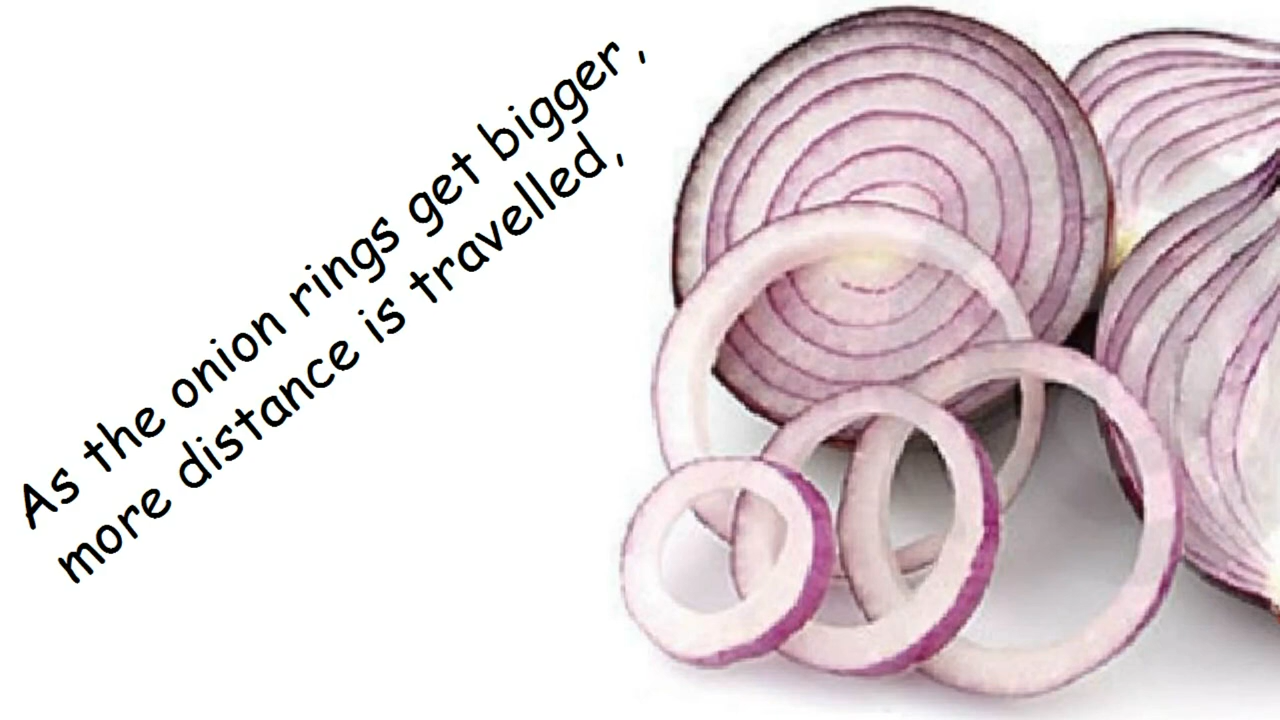 As the onion rings get bigger,
more distance is travelled,